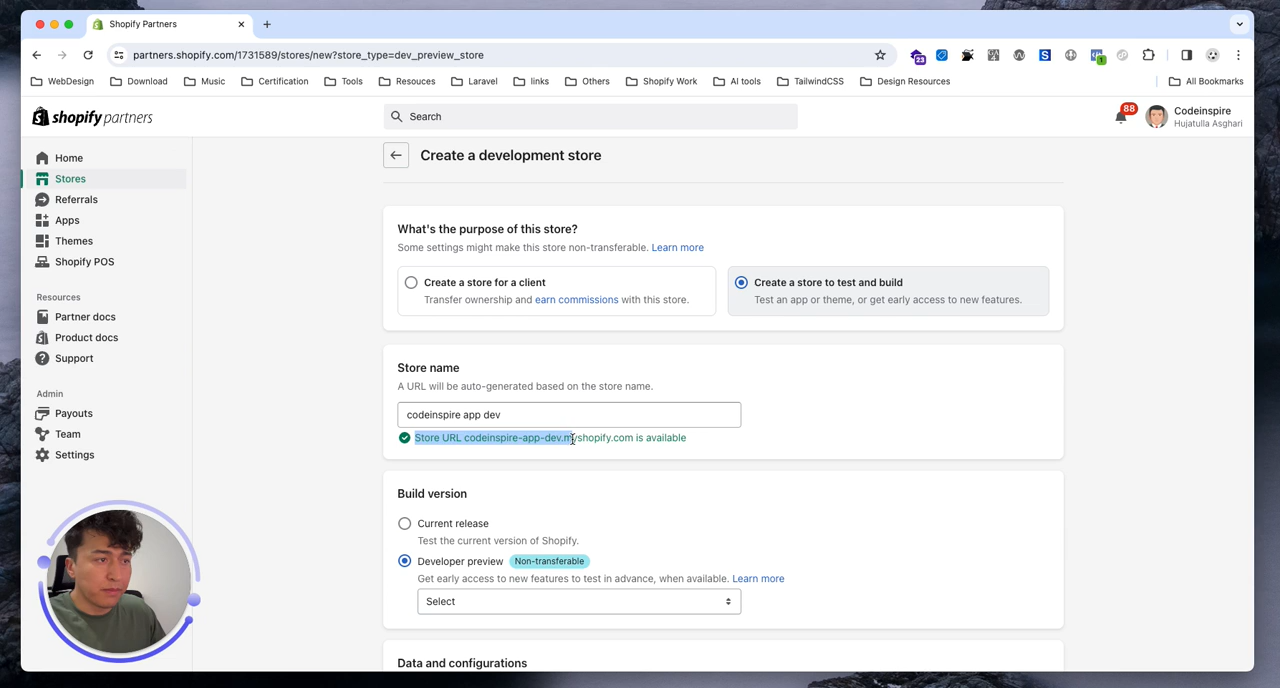 Shopify Partners
partners.shopify.com/1731589/stores/new?store_type=dev_preview_store
23
1
WebDesign
Download
Music
Certification
Tools
Resouces
Laravel
links
Others
Shopify Work
AI tools
TailwindCSS
Design Resources
All Bookmarks
shopify partners
Search
88
Codeinspire
Hujatulla Asghari
Home
Stores
Referrals
Apps
Themes
Shopify POS
Resources
Partner docs
Product docs
Support
Admin
Payouts
Team
Settings
Create a development store
What's the purpose of this store?
Some settings might make this store non-transferable. Learn more
Create a store for a client
Transfer ownership and earn commissions with this store.
Create a store to test and build
Test an app or theme, or get early access to new features.
Store name
A URL will be auto-generated based on the store name.
codeinspire app dev
Store URL codeinspire-app-dev.myshopify.com is available
Build version
Current release
Test the current version of Shopify.
Developer preview Non-transferable
Get early access to new features to test in advance, when available. Learn more
Select
Data and configurations